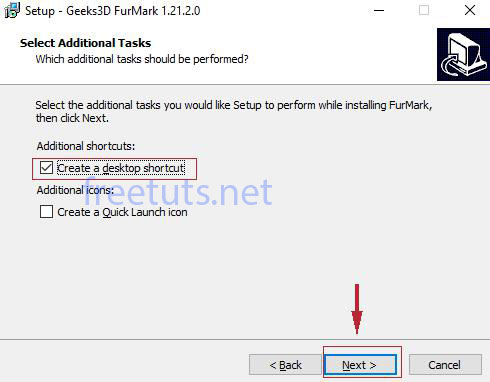 Setup - Geeks3D FurMark 1.21.2.0
Select Additional Tasks
Which additional tasks should be performed?
Select the additional tasks you would like Setup to perform while installing FurMark,
then click Next.
Additional shortcuts:
Create a desktop shortcut
freetuts.net
Additional icons:
Create a Quick Launch icon
< Back
Next >
Cancel